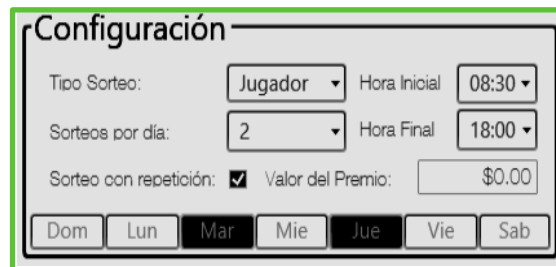 Configuración
Tipo Sorteo: Jugador Hora Inicial 08:30
Sorteos por día: 2 Hora Final 18:00
Sorteo con repetición: Valor del Premio: $0.00
Dom Lun Mar Mie Jue Vie Sab